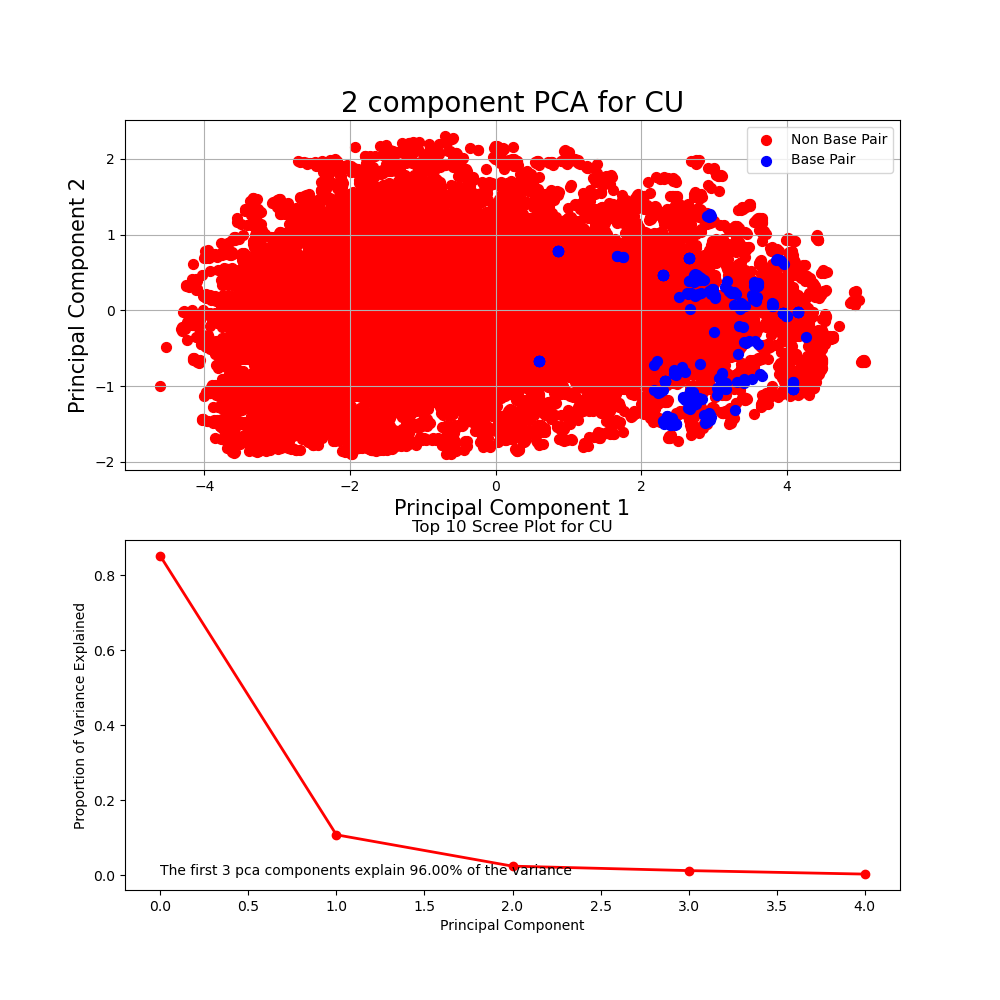 2 component PCA for CU
Non Base Pair
Base Pair
Principal Component 2
2
1
0
−1
−2
−4
−2
0
2
4
Principal Component 1
Top 10 Scree Plot for CU
Proportion of Variance Explained
0.8
0.6
0.4
0.2
0.0
The first 3 pca components explain 96.00% of the variance
0.0
0.5
1.0
1.5
2.0
2.5
3.0
3.5
4.0
Principal Component